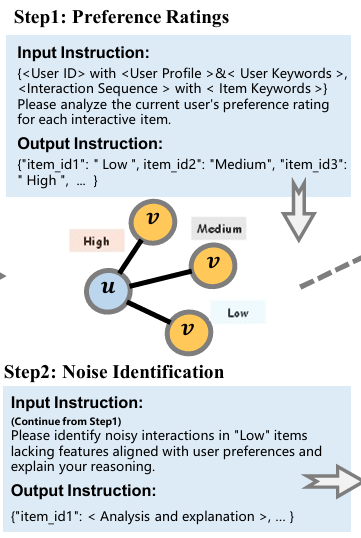 Step1: Preference Ratings
Input Instruction:
{<User ID> with <User Profile >&< User Keywords >,
<Interaction Sequence > with < Item Keywords >}
Please analyze the current user's preference rating
for each interactive item.
Output Instruction:
{"item_id1": " Low ", item_id2": "Medium", "item_id3":
" High ", ... }
v
High
Medium
v
u
Low
v
Step2: Noise Identification
Input Instruction:
(Continue from Step1)
Please identify noisy interactions in "Low" items
lacking features aligned with user preferences and
explain your reasoning.
Output Instruction:
{"item_id1": < Analysis and explanation >, ... }